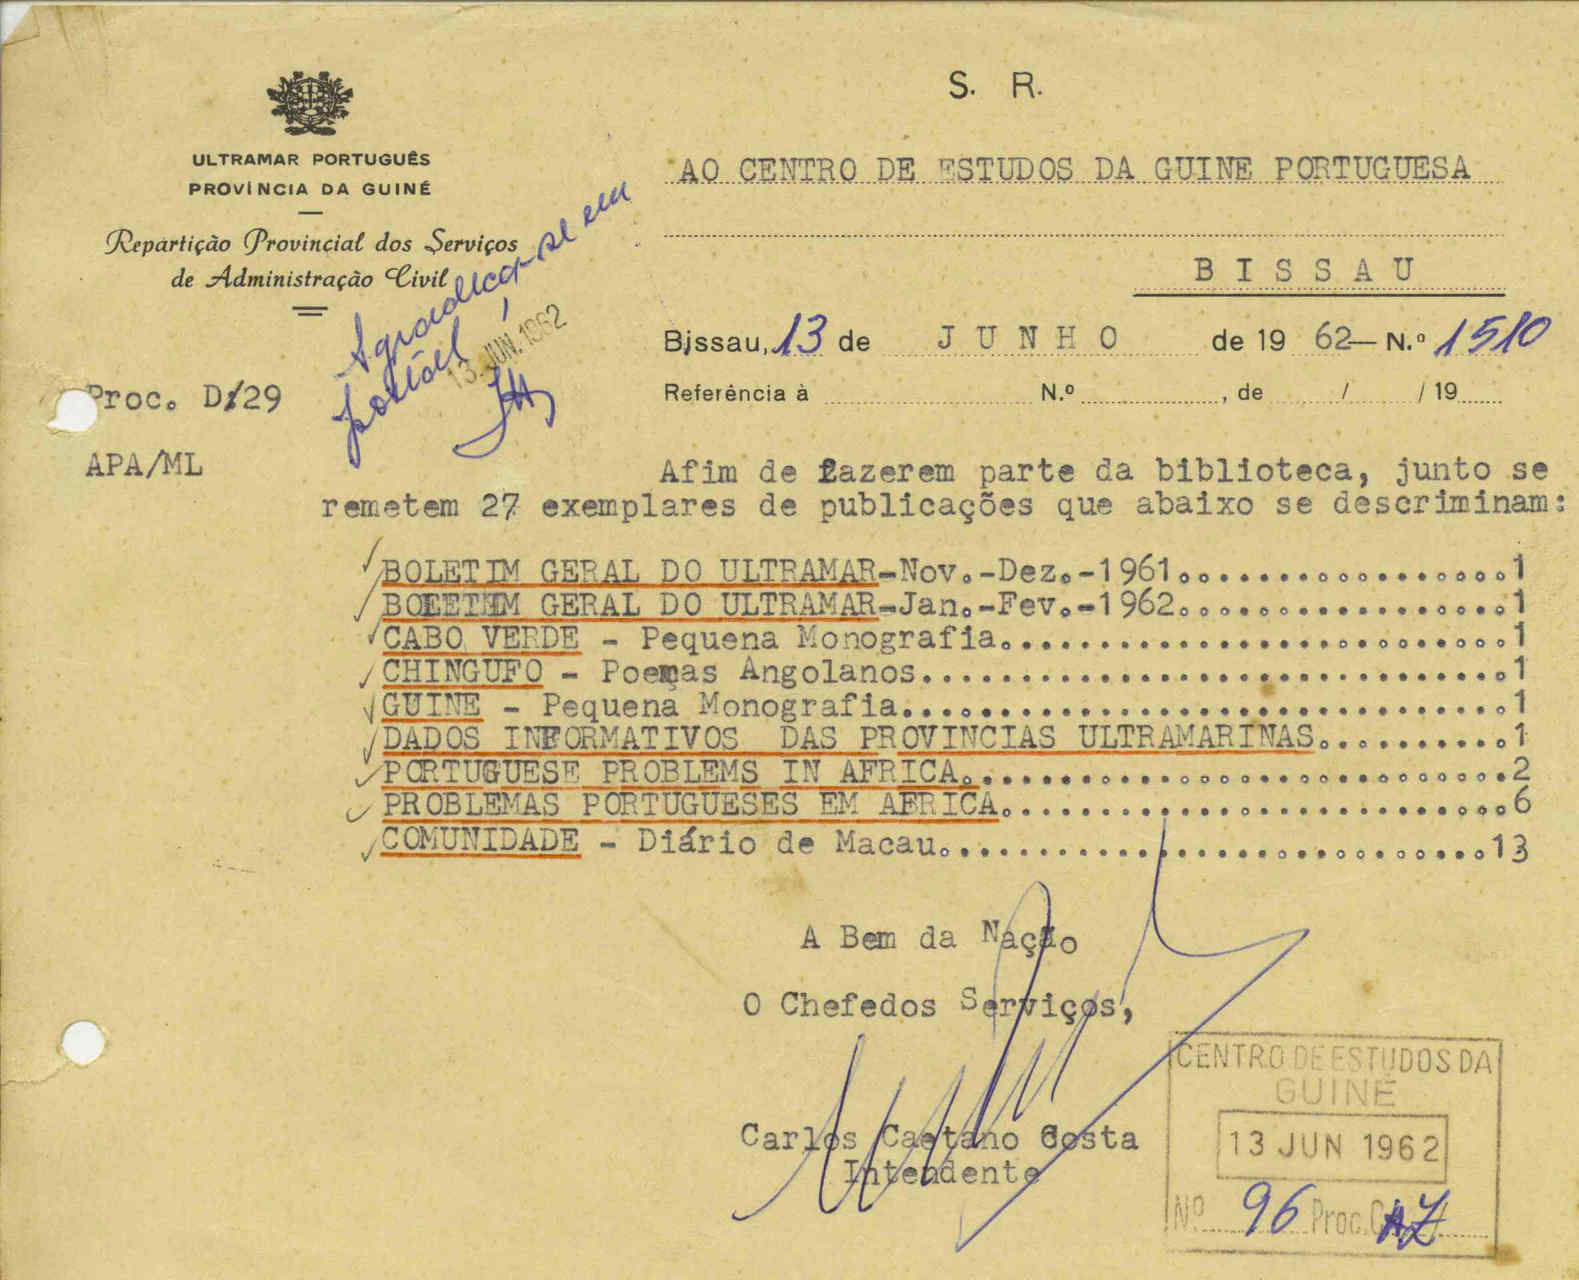 S. R.
ULTRAMAR PORTUGUÊS
PROVÍNCIA DA GUINÉ
Repartição Provincial dos Serviços
de Administração Civil
Agradeça-se em
postal
13. JUN. 1962
AO CENTRO DE ESTUDOS DA GUINE PORTUGUESA
BISSAU
Bissau, 13 de JUNHO de 19 62- N.º 1510
Referência à N.º , de / / 19
Proc. D/29
APA/ML
Afim de fazerem parte da biblioteca, junto se
remetem 27 exemplares de publicações que abaixo se descriminam:
BOLETIM GERAL DO ULTRAMAR-Nov.-Dez.-1961..................1
BOLETIM GERAL DO ULTRAMAR-Jan.-Fev.-1962..................1
CABO VERDE - Pequena Monografia...........................1
CHINGUFO - Poemas Angolanos...............................1
GUINE - Pequena Monografia................................1
DADOS INFORMATIVOS DAS PROVINCIAS ULTRAMARINAS..........1
PORTUGUESE PROBLEMS IN AFRICA.............................2
PROBLEMAS PORTUGUESES EM AFRICA...........................6
COMUNIDADE - Diário de Macau.............................13
A Bem da Nação
O Chefedos Serviços,
Carlos Caetano Costa
Intendente
CENTRO DE ESTUDOS DA
GUINÉ
13 JUN 1962
Nº 96 Proc. AZ